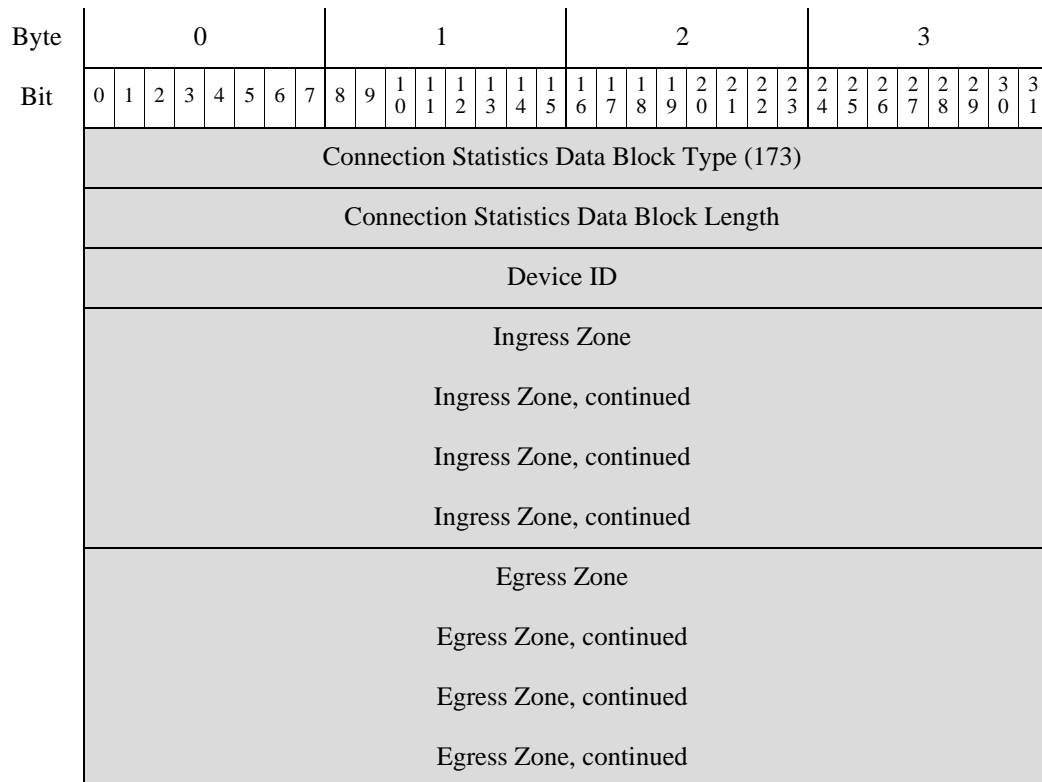 Byte 0 1 2 3
Bit 0 1 2 3 4 5 6 7 8 9 10 11 12 13 14 15 16 17 18 19 20 21 22 23 24 25 26 27 28 29 30 31
Connection Statistics Data Block Type (173)
Connection Statistics Data Block Length
Device ID
Ingress Zone
Ingress Zone, continued
Ingress Zone, continued
Ingress Zone, continued
Egress Zone
Egress Zone, continued
Egress Zone, continued
Egress Zone, continued